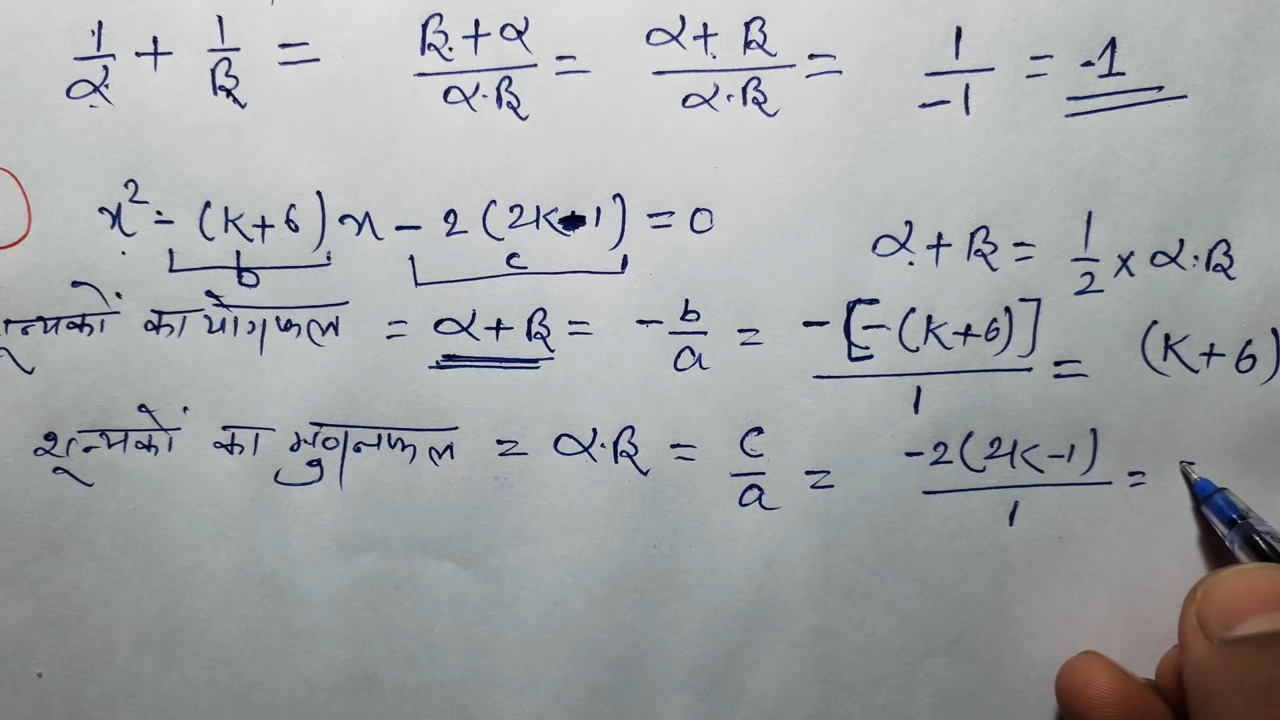 1/α + 1/β = β + α / α·β = α + β / α·β = 1/-1 = -1
x² - (K+6) x - 2 (2K-1) = 0
b c
α + β = 1/2 × α·β
शून्यकों का योगफल = α + β = -b/a = -[-(K+6)]/1 = (K+6)
शून्यकों का गुणनफल = α·β = c/a = -2(2K-1)/1 = -